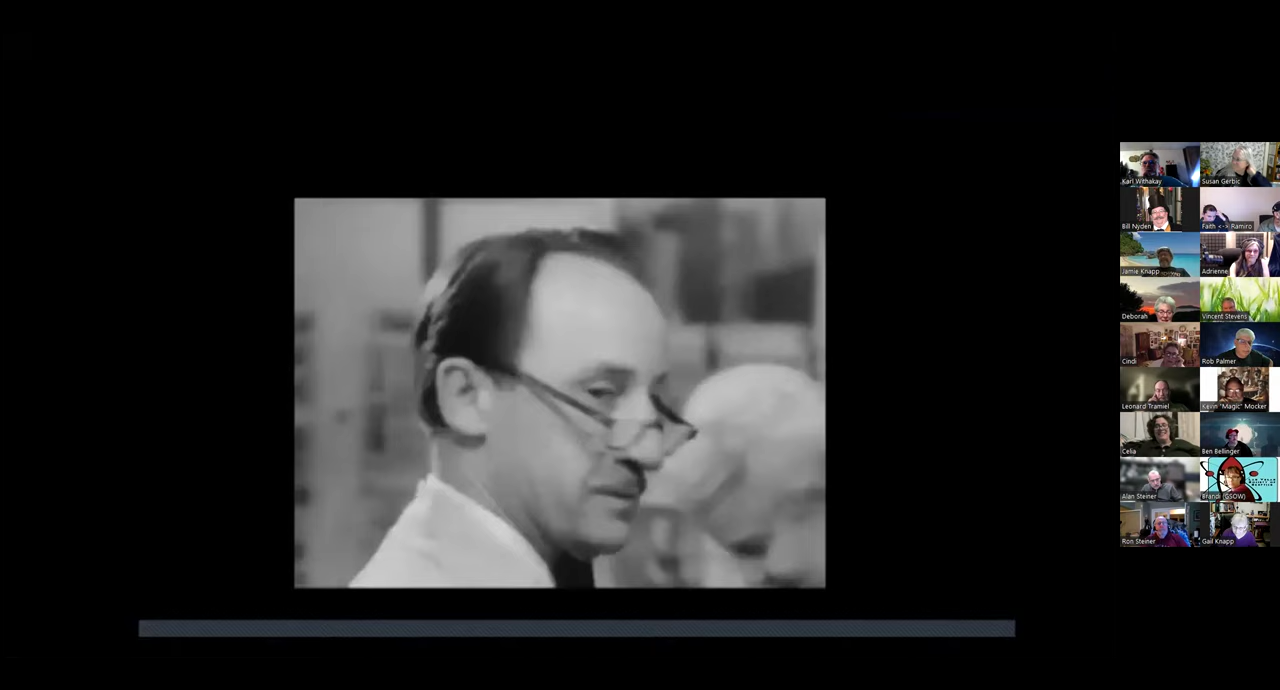 Karl Withakay
Susan Gerbic
Bill Nyden
Faith <-> Ramiro
Jamie Knapp
Adrienne
Deborah
Vincent Stevens
Cindi
Rob Palmer
Leonard Tramiel
Kevin "Magic" Mocker
Celia
Ben Bellinger
Alan Steiner
Brandi (GSOW)
Ron Steiner
Gail Knapp